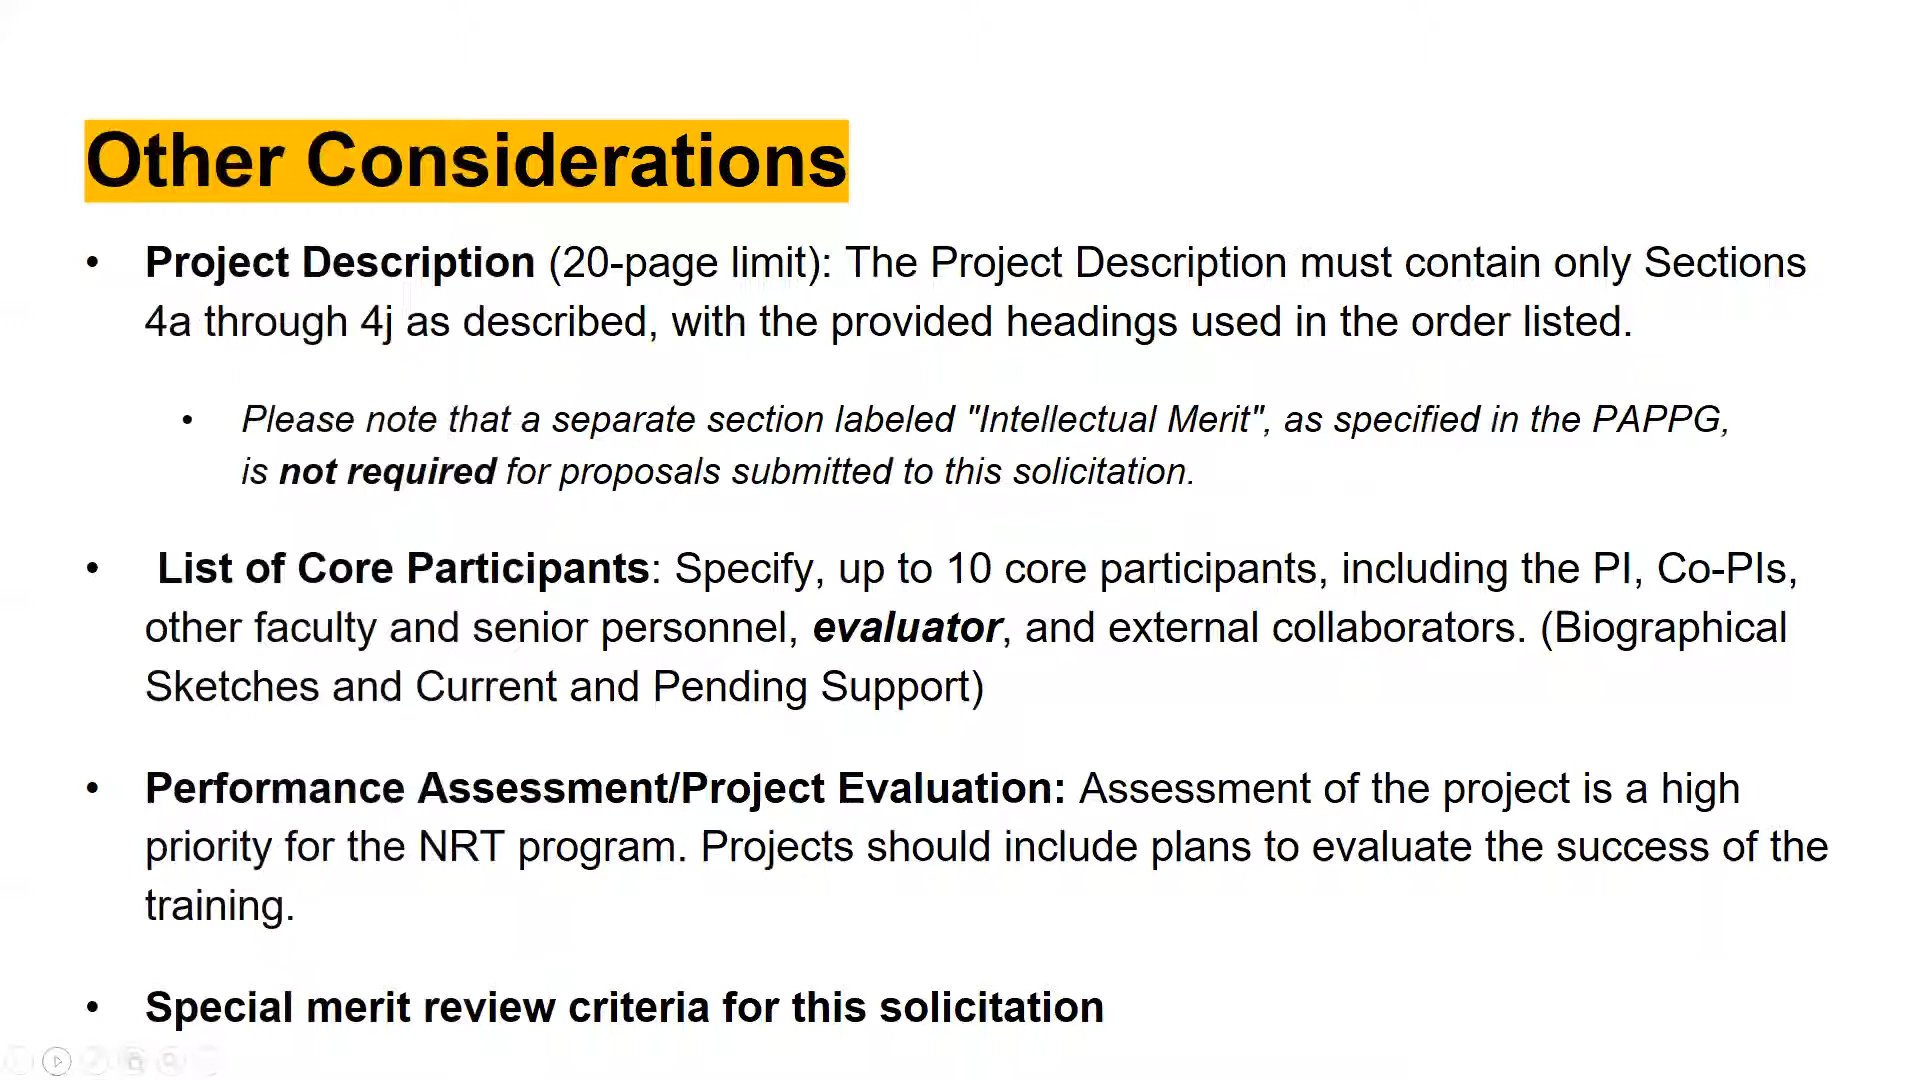 Other Considerations
• Project Description (20-page limit): The Project Description must contain only Sections
4a through 4j as described, with the provided headings used in the order listed.
• Please note that a separate section labeled "Intellectual Merit", as specified in the PAPPG,
is not required for proposals submitted to this solicitation.
• List of Core Participants: Specify, up to 10 core participants, including the PI, Co-PIs,
other faculty and senior personnel, evaluator, and external collaborators. (Biographical
Sketches and Current and Pending Support)
• Performance Assessment/Project Evaluation: Assessment of the project is a high
priority for the NRT program. Projects should include plans to evaluate the success of the
training.
• Special merit review criteria for this solicitation